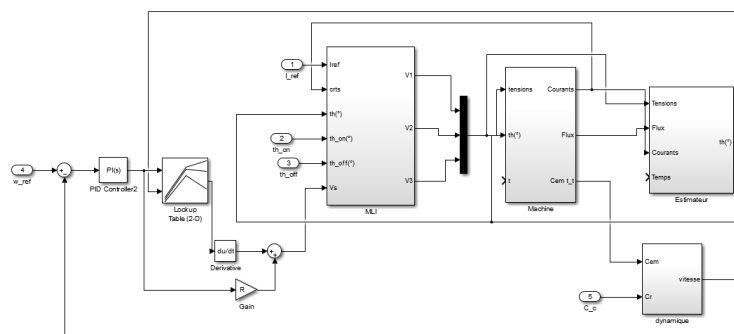 1
I_ref
2
th_on
3
th_off
4
w_ref
PI(s)
PID Controller2
Lookup
Table (2-D)
du/dt
Derivative
R
Gain
Iref
crts
th(°)
th_on(°)
th_off(°)
Vs
V1
V2
V3
MLI
tensions
th(°)
t
Courants
Flux
Cem t_t
Machine
Tensions
Flux
Courants
Temps
th(°)
Estimateur
5
C_c
Cem
Cr
vitesse
dynamique